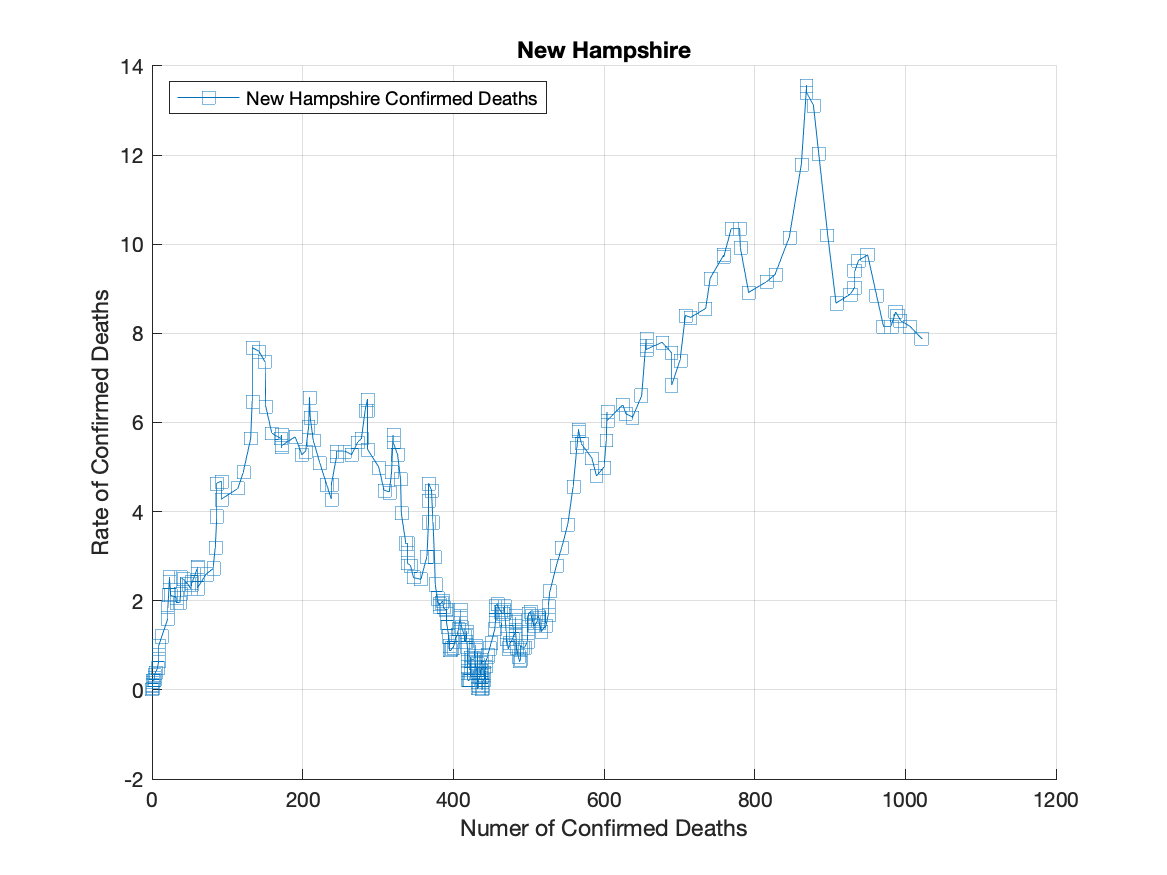 New Hampshire
New Hampshire Confirmed Deaths
14
12
10
8
6
4
2
0
-2
Rate of Confirmed Deaths
0 200 400 600 800 1000 1200
Numer of Confirmed Deaths